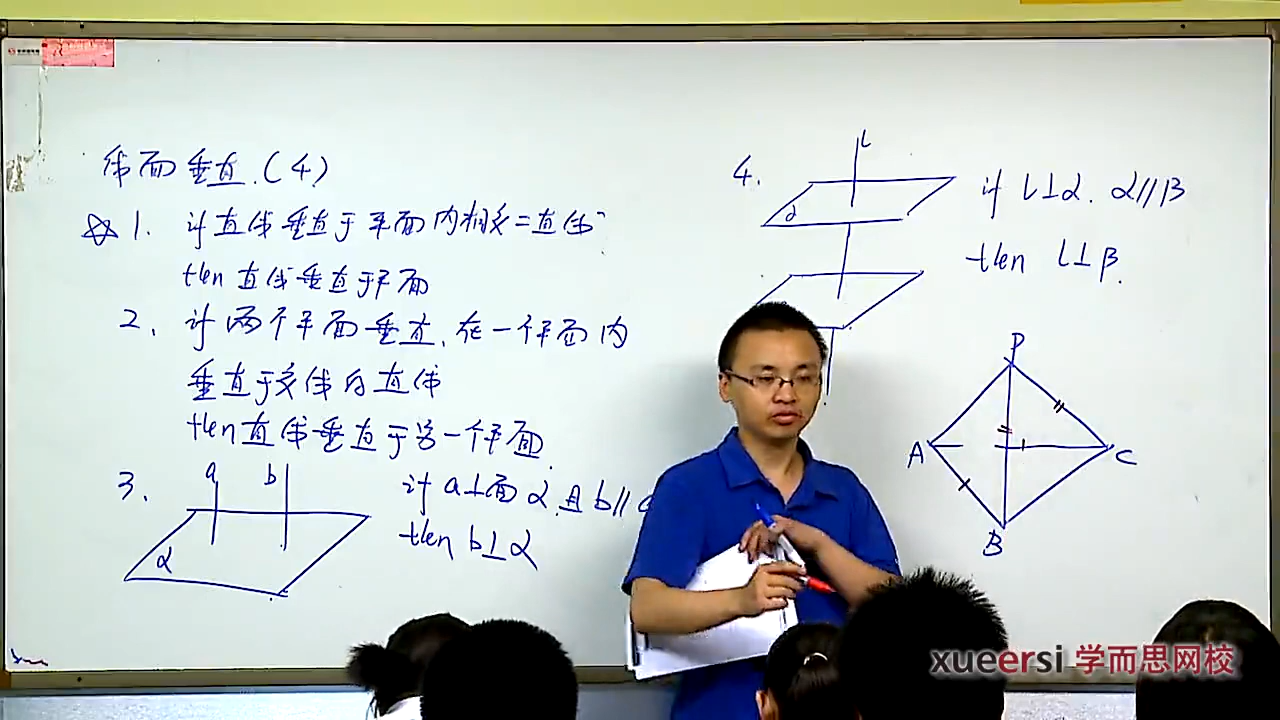 线面垂直.(4)
☆ 1. if 直线垂直于平面内相交二直线
then 直线垂直于平面
2. if 两个平面垂直,在一个平面内
垂直于交线的直线
then 直线垂直于另一个平面.
3.
a
b
α
if a⊥面 α 且 b∥a
then b⊥α
4.
l
α
if l⊥α. α∥β
then l⊥β.
P
A
C
B
xueersi 学而思网校